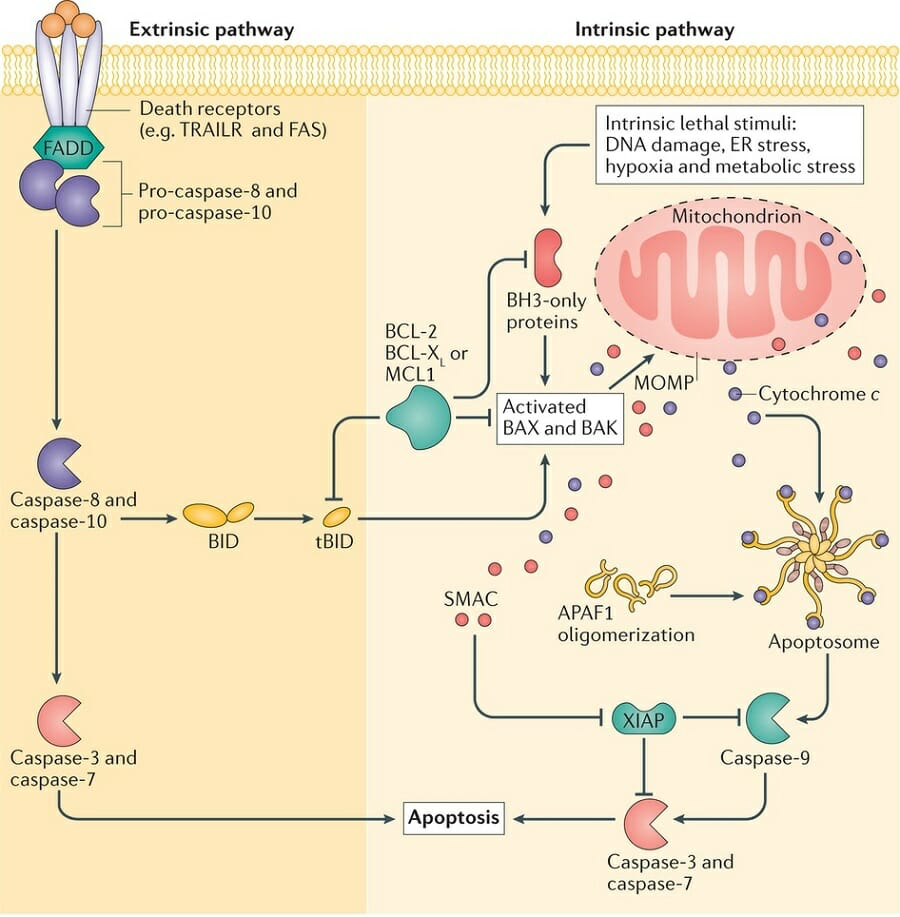 Extrinsic pathway
Intrinsic pathway
Death receptors
(e.g. TRAILR and FAS)
FADD
Pro-caspase-8 and
pro-caspase-10
Intrinsic lethal stimuli:
DNA damage, ER stress,
hypoxia and metabolic stress
Mitochondrion
BH3-only
proteins
BCL-2
BCL-XL or
MCL1
MOMP
Cytochrome c
Activated
BAX and BAK
Caspase-8 and
caspase-10
BID
tBID
SMAC
APAF1
oligomerization
Apoptosome
XIAP
Caspase-9
Caspase-3 and
caspase-7
Apoptosis
Caspase-3 and
caspase-7